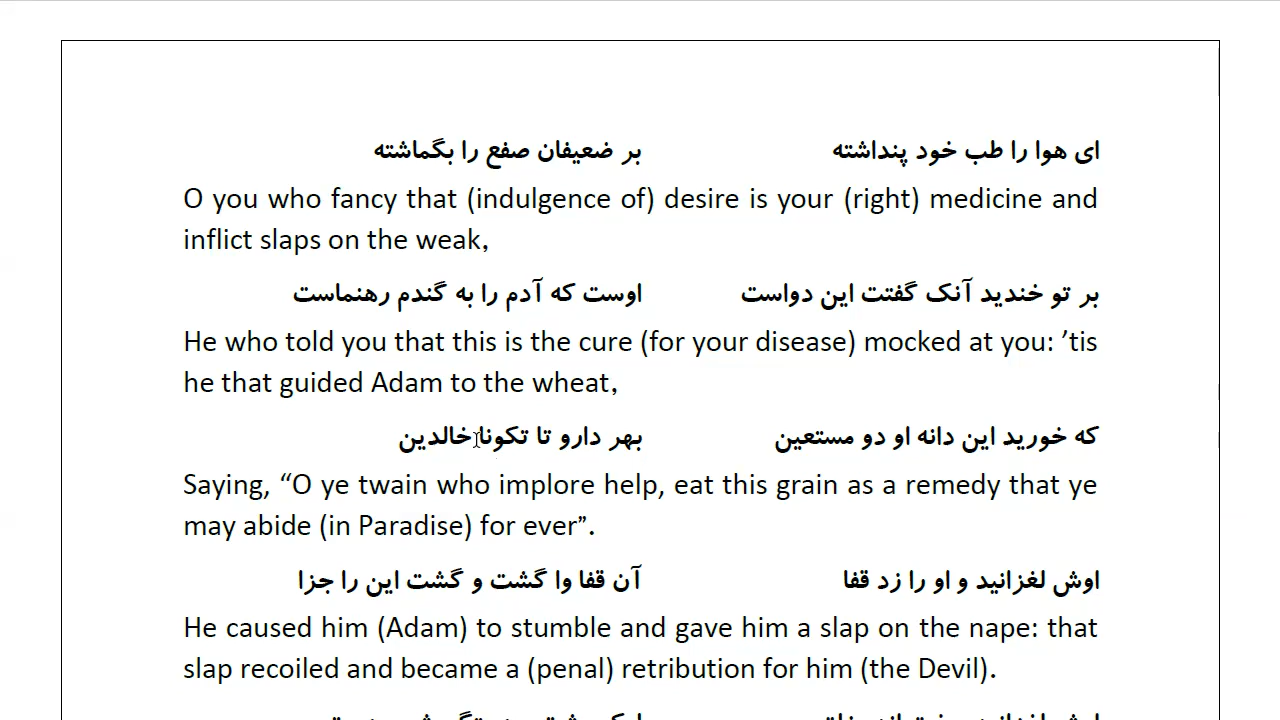 ای هوا را طب خود پنداشته بر ضعیفان صفع را بگماشته
O you who fancy that (indulgence of) desire is your (right) medicine and
inflict slaps on the weak,
بر تو خندید آنک گفتت این دواست اوست که آدم را به گندم رهنماست
He who told you that this is the cure (for your disease) mocked at you: ’tis
he that guided Adam to the wheat,
که خورید این دانه او دو مستعین بهر دارو تا تکونا خالدین
Saying, “O ye twain who implore help, eat this grain as a remedy that ye
may abide (in Paradise) for ever”.
اوش لغزانید و او را زد قفا آن قفا وا گشت و گشت این را جزا
He caused him (Adam) to stumble and gave him a slap on the nape: that
slap recoiled and became a (penal) retribution for him (the Devil).